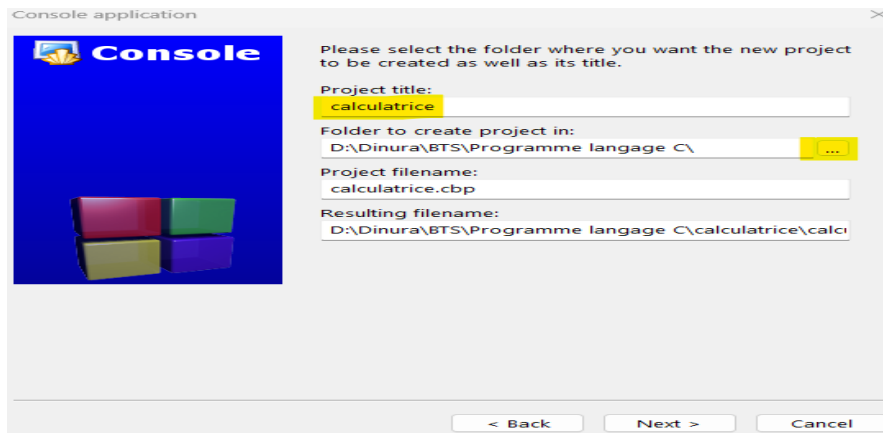 Console application
Console
Please select the folder where you want the new project
to be created as well as its title.
Project title:
calculatrice
Folder to create project in:
D:\Dinura\BTS\Programme langage C\
...
Project filename:
calculatrice.cbp
Resulting filename:
D:\Dinura\BTS\Programme langage C\calculatrice\calcu
< Back
Next >
Cancel